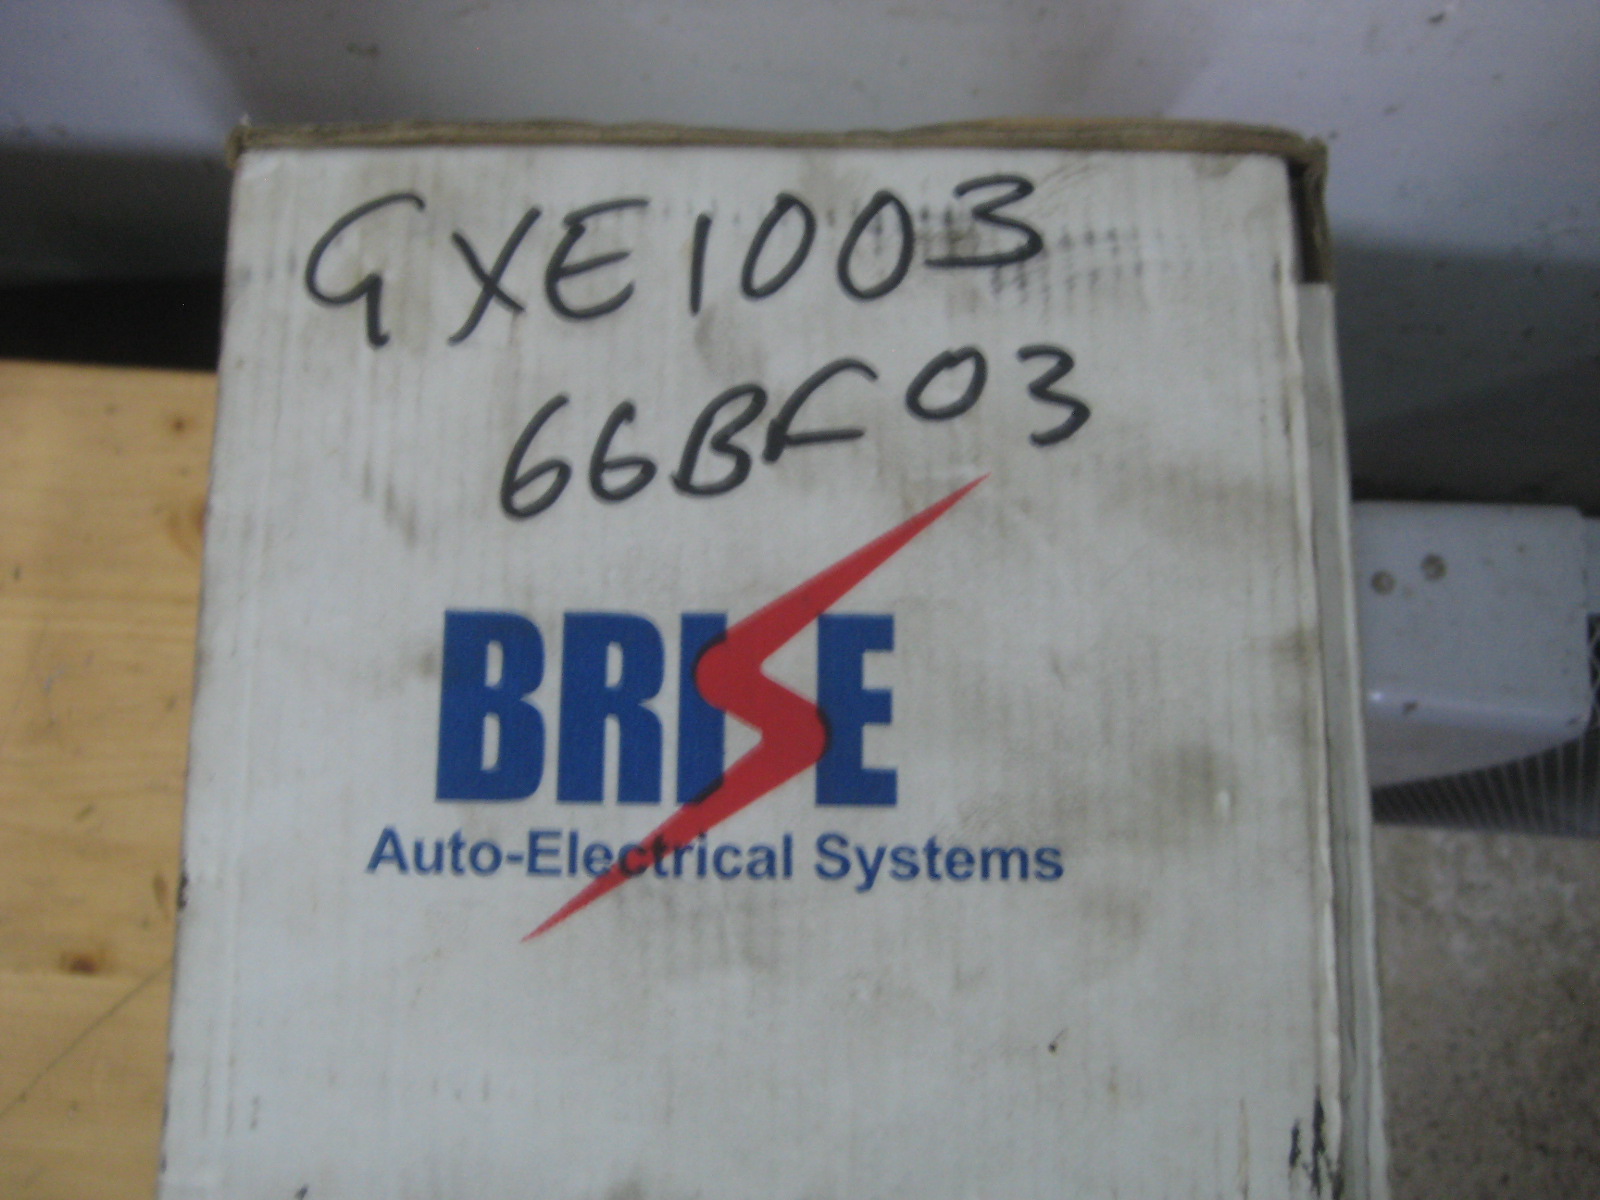 GXE1003
66BF03
BRISE
Auto-Electrical Systems